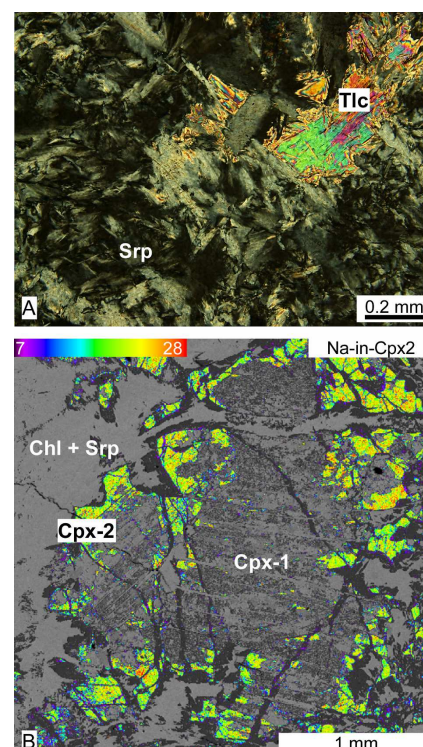 Tlc
Srp
A
0.2 mm
7
28
Na-in-Cpx2
Chl + Srp
Cpx-2
Cpx-1
B
1 mm